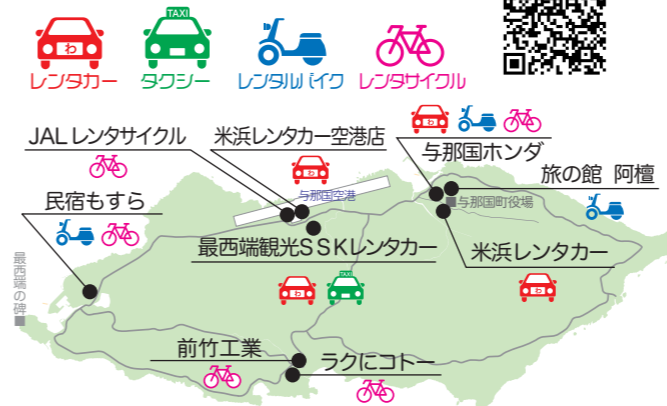 TAXI
わ
レンタカー タクシー レンタルバイク レンタサイクル
JALレンタサイクル
米浜レンタカー空港店
わ
与那国ホンダ
わ
旅の館 阿檀
民宿もすら
与那国空港
■与那国町役場
最西端観光SSKレンタカー
わ
TAXI
米浜レンタカー
わ
最西端の碑■
前竹工業
ラクにコトー